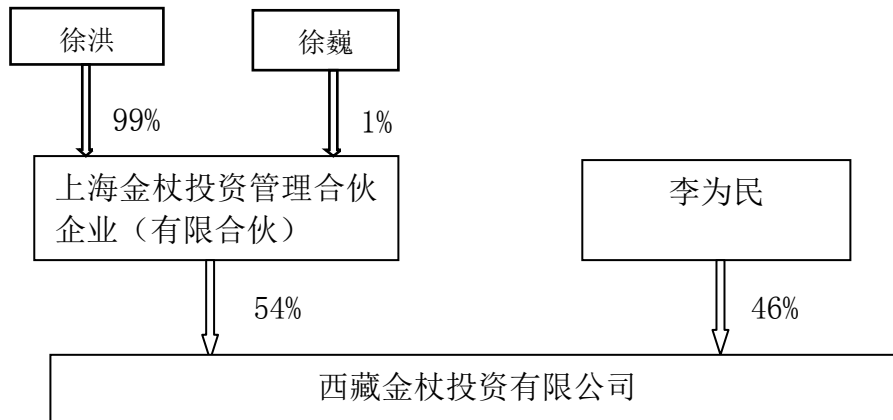 徐洪
徐巍
99%
1%
上海金杖投资管理合伙
企业（有限合伙）
李为民
54%
46%
西藏金杖投资有限公司